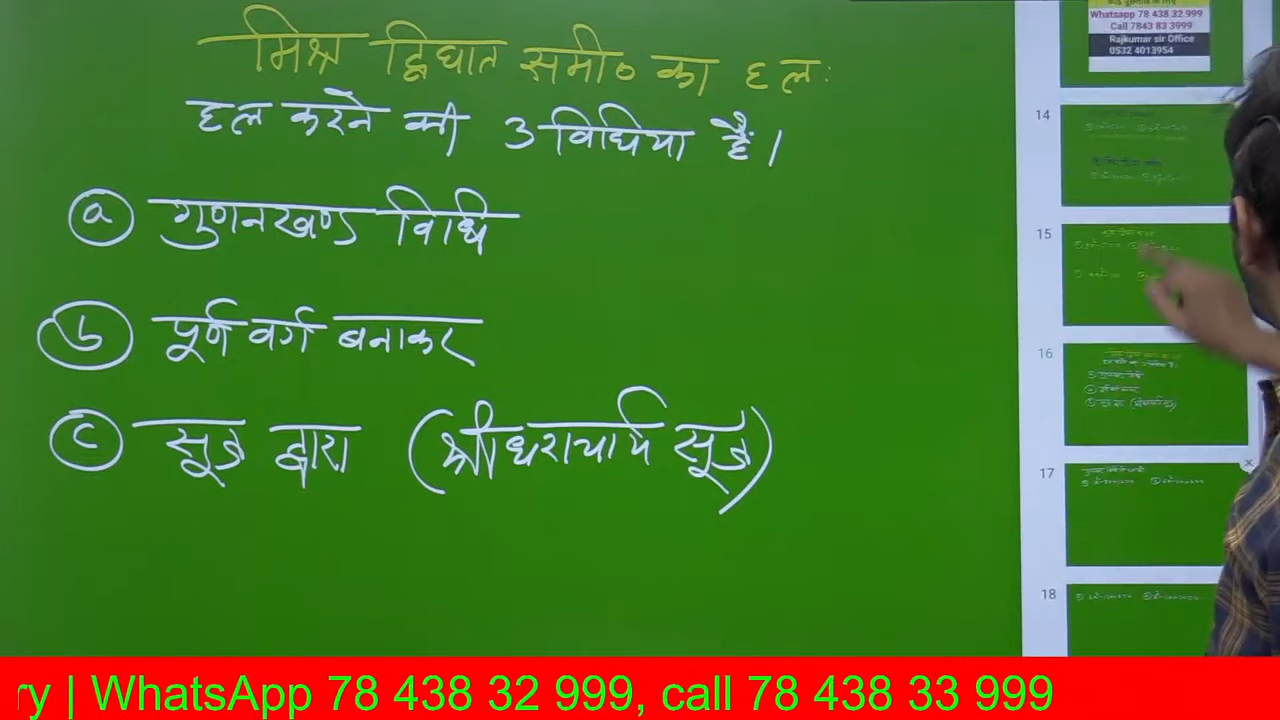 मिश्र द्विघात समी० का हल:
हल करने की 3 विधिया हैं।
a गुणनखण्ड विधि
b पूर्ण वर्ग बनाकर
c सूत्र द्वारा (श्रीधराचार्य सूत्र)
Whatsapp 78 438 32 999
Call 7843 83 3999
Rajkumar sir Office
0532 4013954
14
15
16
17
18
ry | WhatsApp 78 438 32 999, call 78 438 33 999